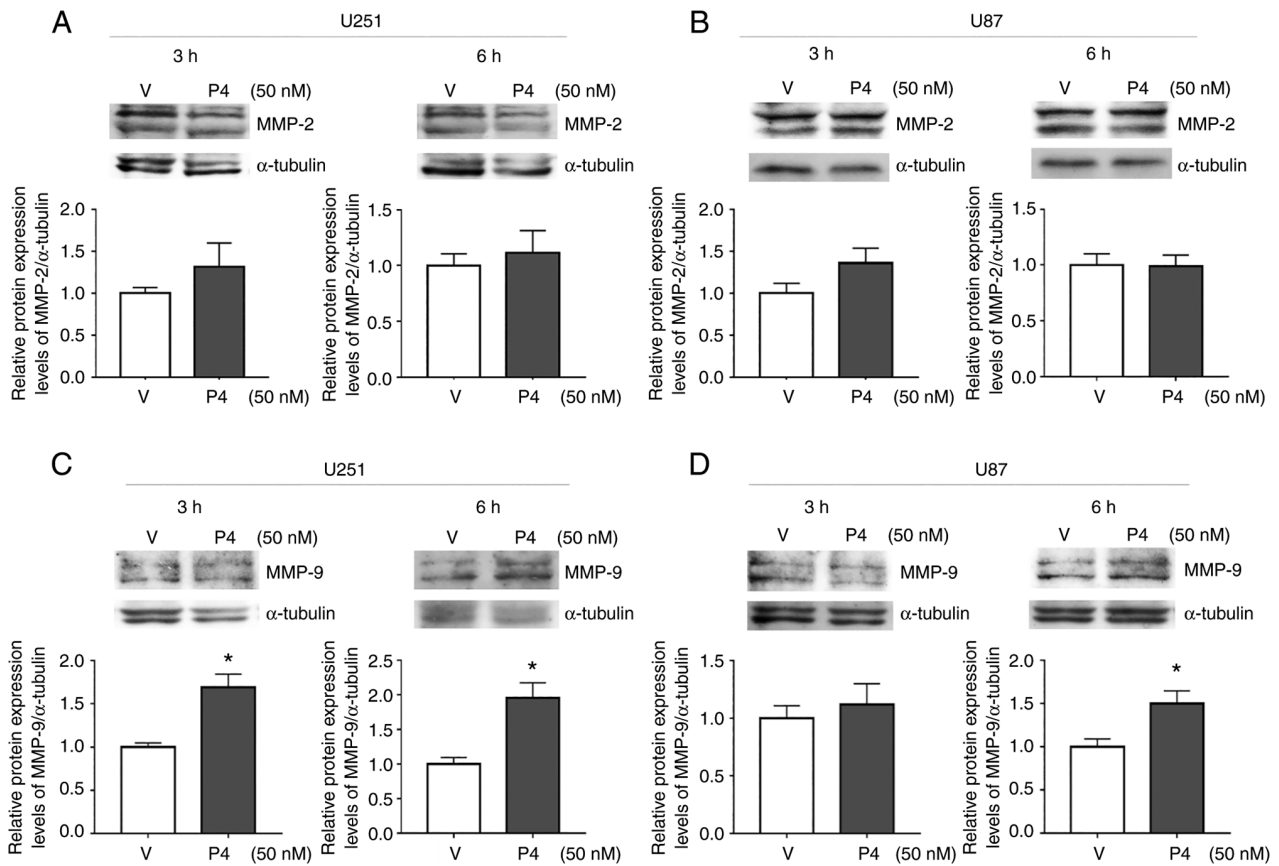 A
U251
3 h
6 h
V P4 (50 nM)
V P4 (50 nM)
MMP-2
MMP-2
α-tubulin
α-tubulin
Relative protein expression
levels of MMP-2/α-tubulin
2.0
1.5
1.0
0.5
0.0
V P4 (50 nM)
Relative protein expression
levels of MMP-2/α-tubulin
1.5
1.0
0.5
0.0
V P4 (50 nM)
B
U87
3 h
6 h
V P4 (50 nM)
V P4 (50 nM)
MMP-2
MMP-2
α-tubulin
α-tubulin
Relative protein expression
levels of MMP-2/α-tubulin
2.0
1.5
1.0
0.5
0.0
V P4 (50 nM)
Relative protein expression
levels of MMP-2/α-tubulin
1.5
1.0
0.5
0.0
V P4 (50 nM)
C
U251
3 h
6 h
V P4 (50 nM)
V P4 (50 nM)
MMP-9
MMP-9
α-tubulin
α-tubulin
Relative protein expression
levels of MMP-9/α-tubulin
2.0
1.5
1.0
0.5
0.0
*
V P4 (50 nM)
Relative protein expression
levels of MMP-9/α-tubulin
2.5
2.0
1.5
1.0
0.5
0.0
*
V P4 (50 nM)
D
U87
3 h
6 h
V P4 (50 nM)
V P4 (50 nM)
MMP-9
MMP-9
α-tubulin
α-tubulin
Relative protein expression
levels of MMP-9/α-tubulin
1.5
1.0
0.5
0.0
V P4 (50 nM)
Relative protein expression
levels of MMP-9/α-tubulin
2.0
1.5
1.0
0.5
0.0
*
V P4 (50 nM)